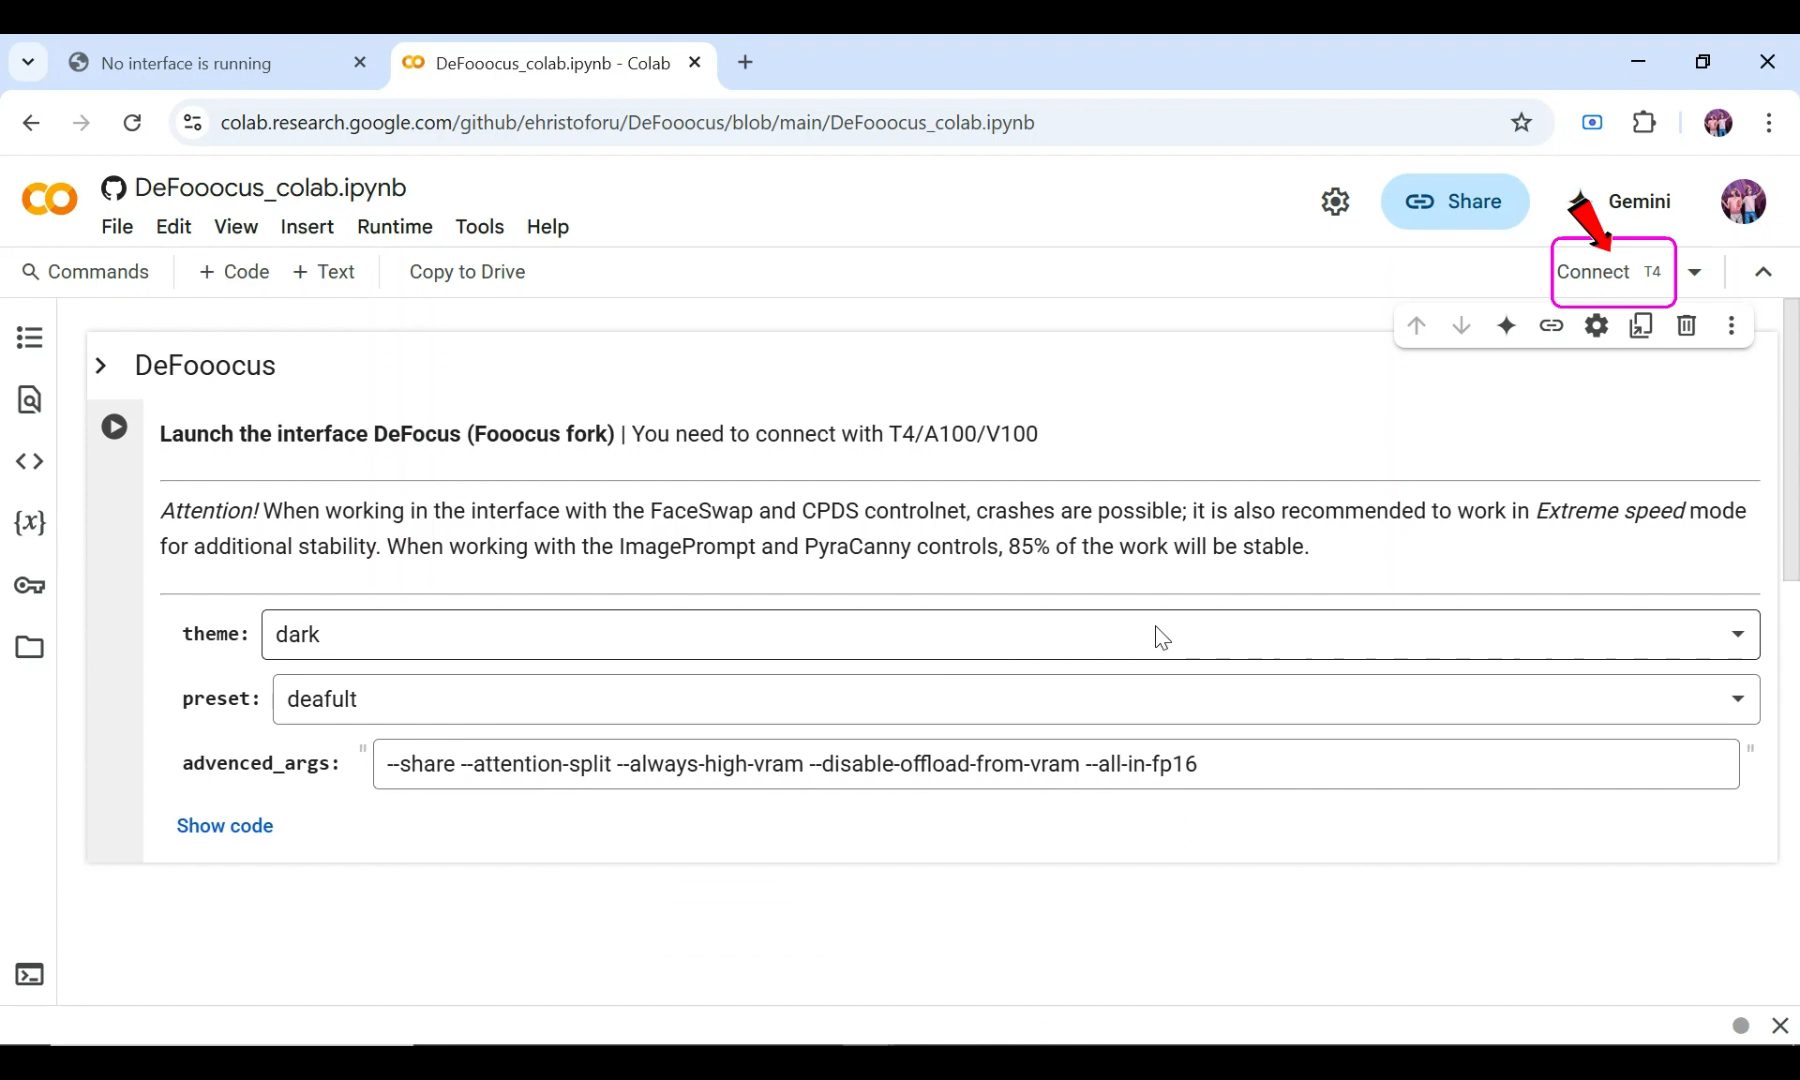 No interface is running
DeFooocus_colab.ipynb - Colab
colab.research.google.com/github/ehristoforu/DeFooocus/blob/main/DeFooocus_colab.ipynb
DeFooocus_colab.ipynb
File Edit View Insert Runtime Tools Help
Share
Gemini
Commands + Code + Text Copy to Drive
Connect T4
DeFooocus
Launch the interface DeFocus (Fooocus fork) | You need to connect with T4/A100/V100
Attention! When working in the interface with the FaceSwap and CPDS controlnet, crashes are possible; it is also recommended to work in Extreme speed mode
for additional stability. When working with the ImagePrompt and PyraCanny controls, 85% of the work will be stable.
theme: dark
preset: deafult
advenced_args: " --share --attention-split --always-high-vram --disable-offload-from-vram --all-in-fp16 "
Show code